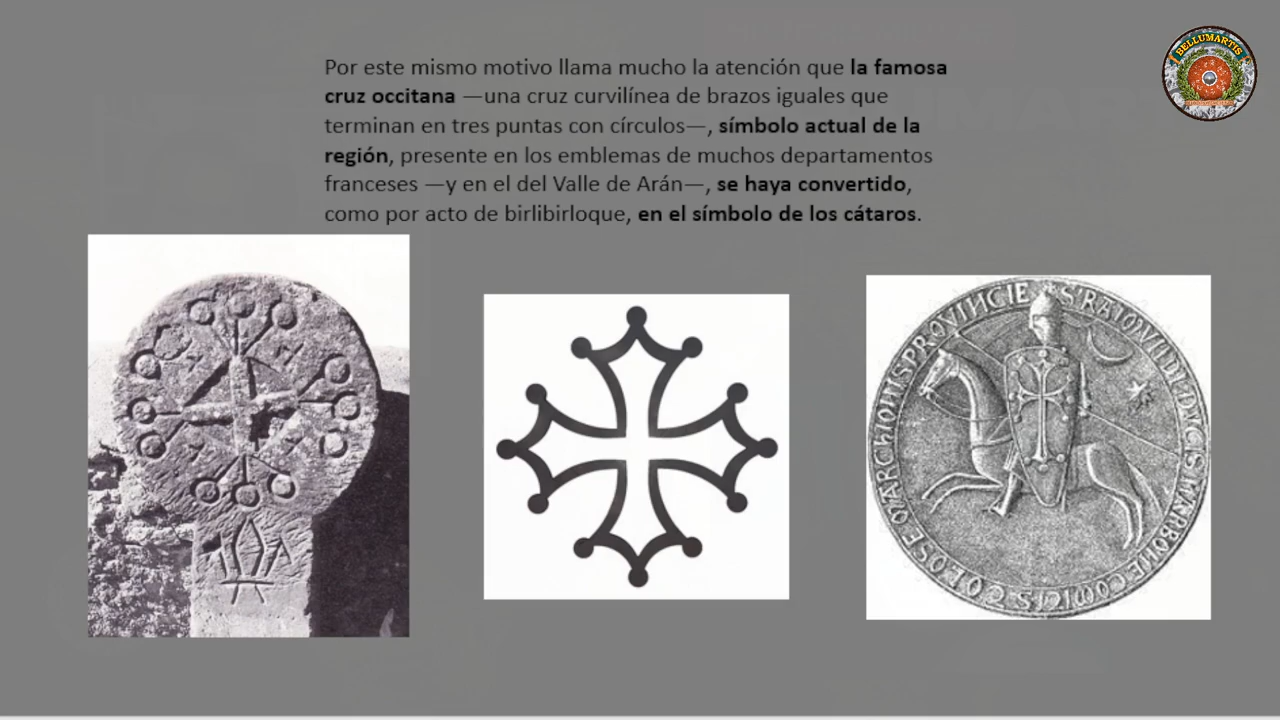 BELLUMARTIS
Por este mismo motivo llama mucho la atención que la famosa
cruz occitana —una cruz curvilínea de brazos iguales que
terminan en tres puntas con círculos—, símbolo actual de la
región, presente en los emblemas de muchos departamentos
franceses —y en el del Valle de Arán—, se haya convertido,
como por acto de birlibirloque, en el símbolo de los cátaros.